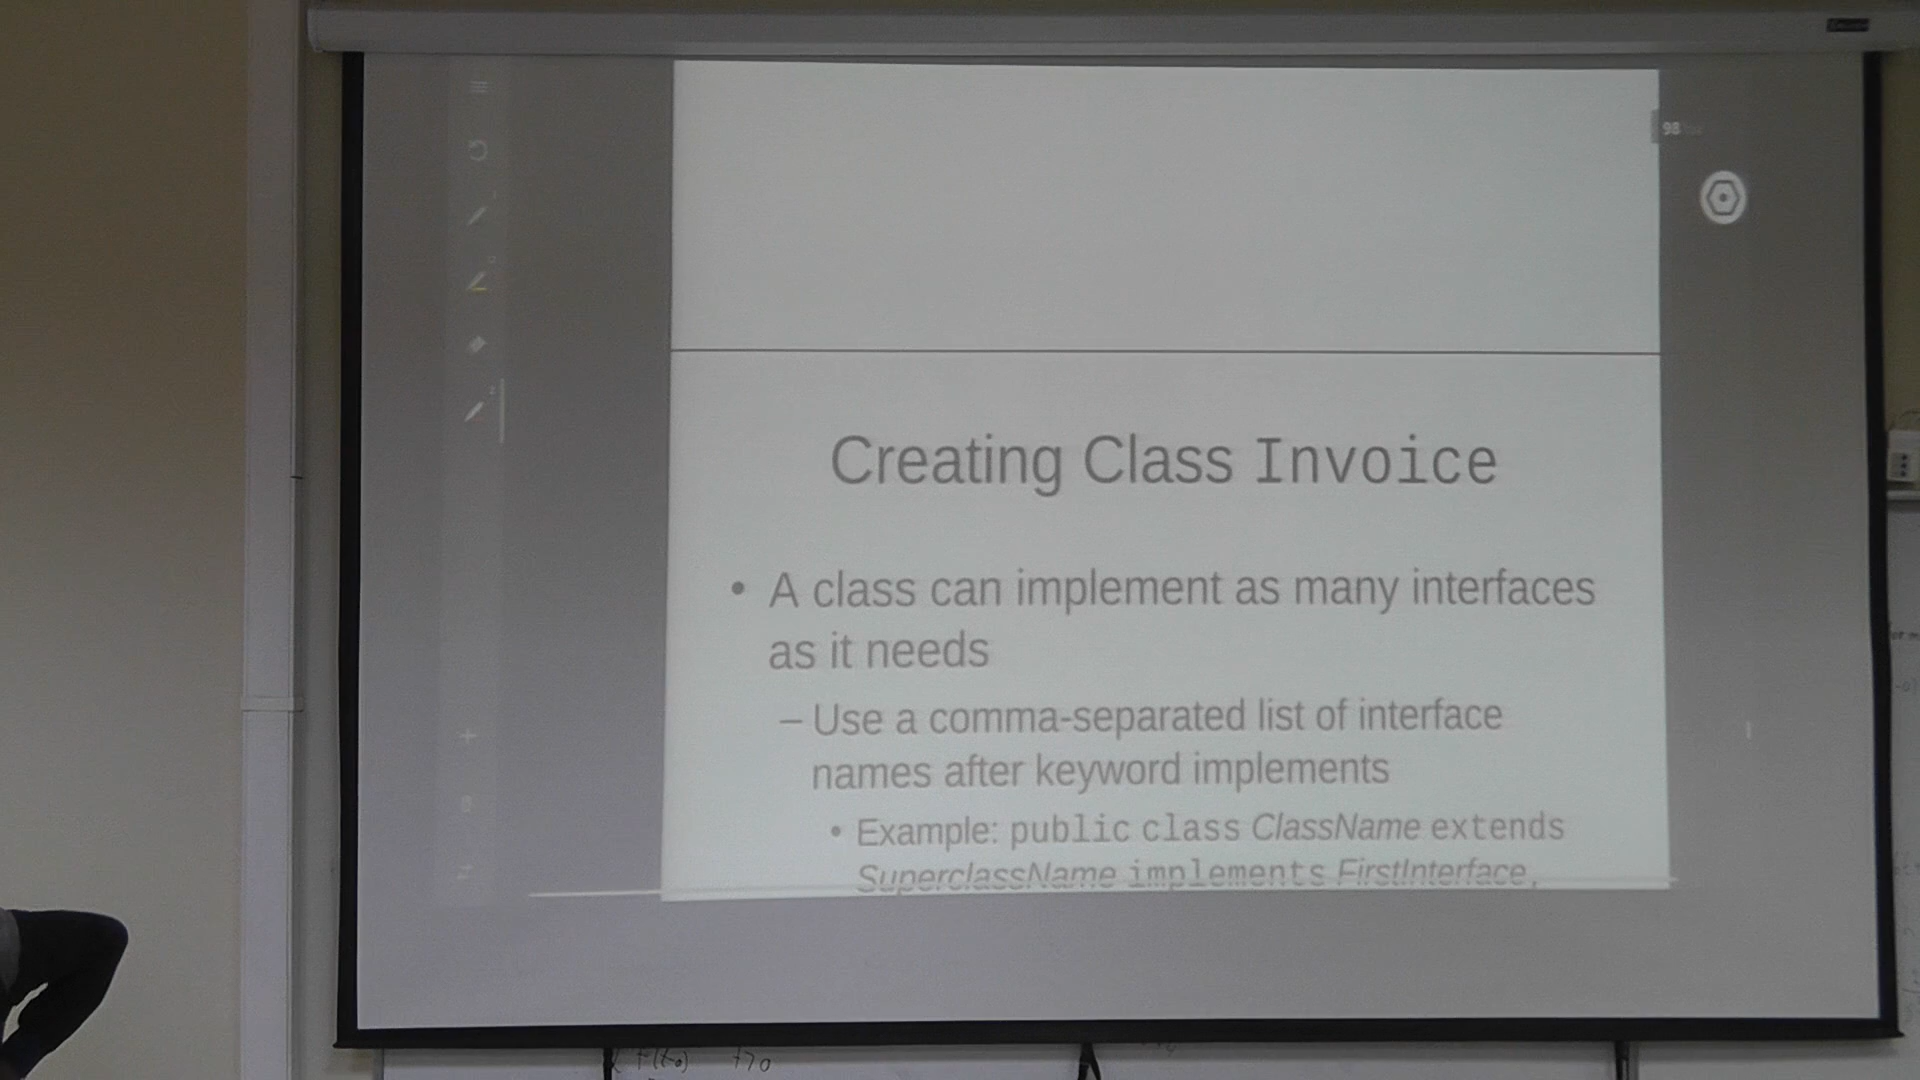 98
Creating Class Invoice
• A class can implement as many interfaces
as it needs
– Use a comma-separated list of interface
names after keyword implements
• Example: public class ClassName extends
SuperclassName implements FirstInterface,